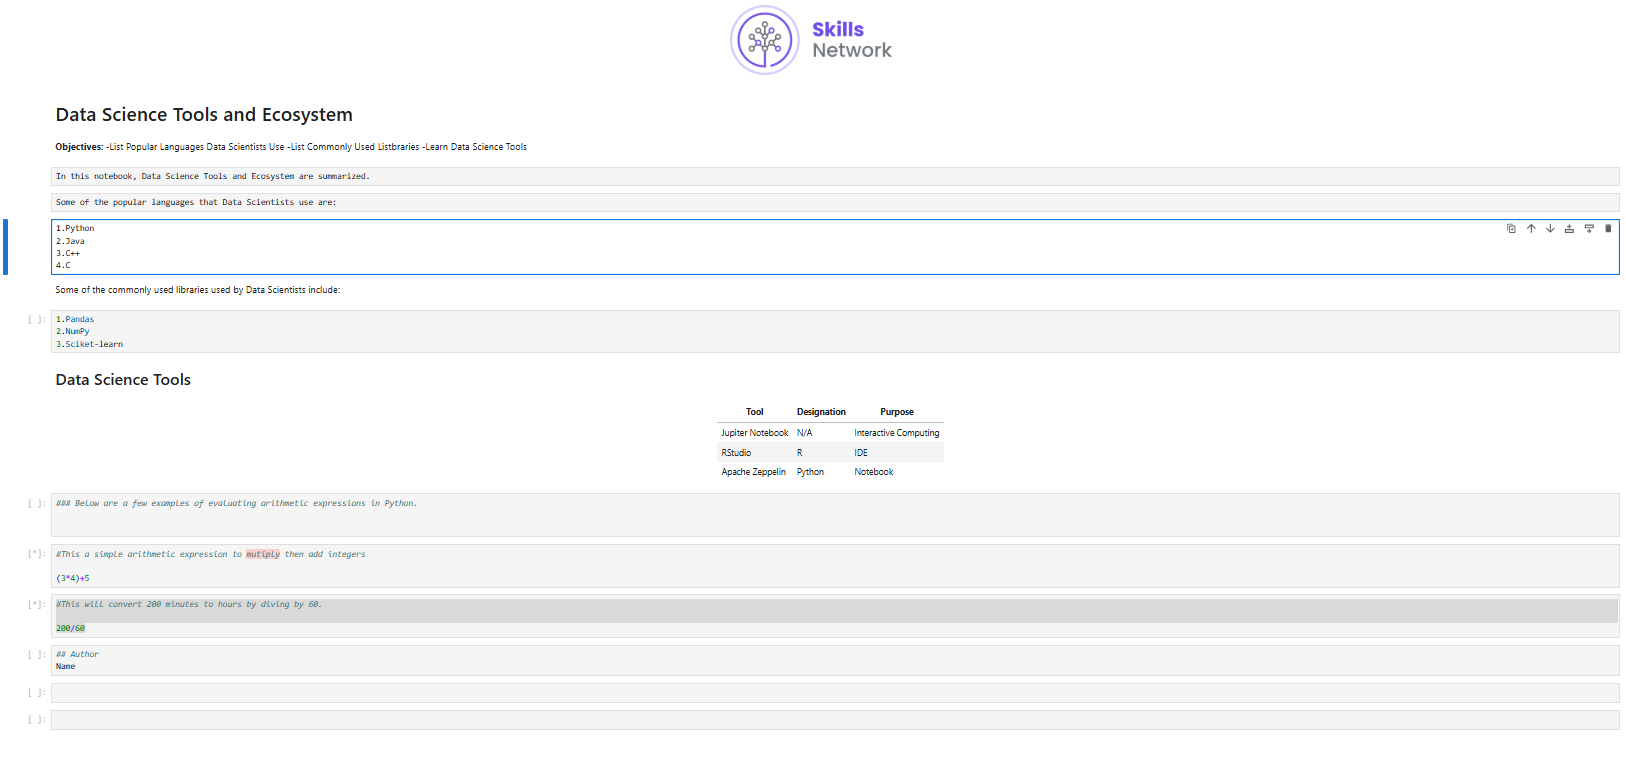 Skills
Network
Data Science Tools and Ecosystem
Objectives: -List Popular Languages Data Scientists Use -List Commonly Used Listbraries -Learn Data Science Tools
In this notebook, Data Science Tools and Ecosystem are summarized.
Some of the popular languages that Data Scientists use are:
1.Python
2.Java
3.C++
4.C
Some of the commonly used libraries used by Data Scientists include:
[ ]: 1.Pandas
2.NumPy
3.Sciket-learn
Data Science Tools
Tool Designation Purpose
Jupiter Notebook N/A Interactive Computing
RStudio R IDE
Apache Zeppelin Python Notebook
[ ]: ### Below are a few examples of evaluating arithmetic expressions in Python.
[*]: #This a simple arithmetic expression to mutiply then add integers
(3*4)+5
[*]: #This will convert 200 minutes to hours by diving by 60.
200/60
[ ]: ## Author
Name
[ ]:
[ ]: